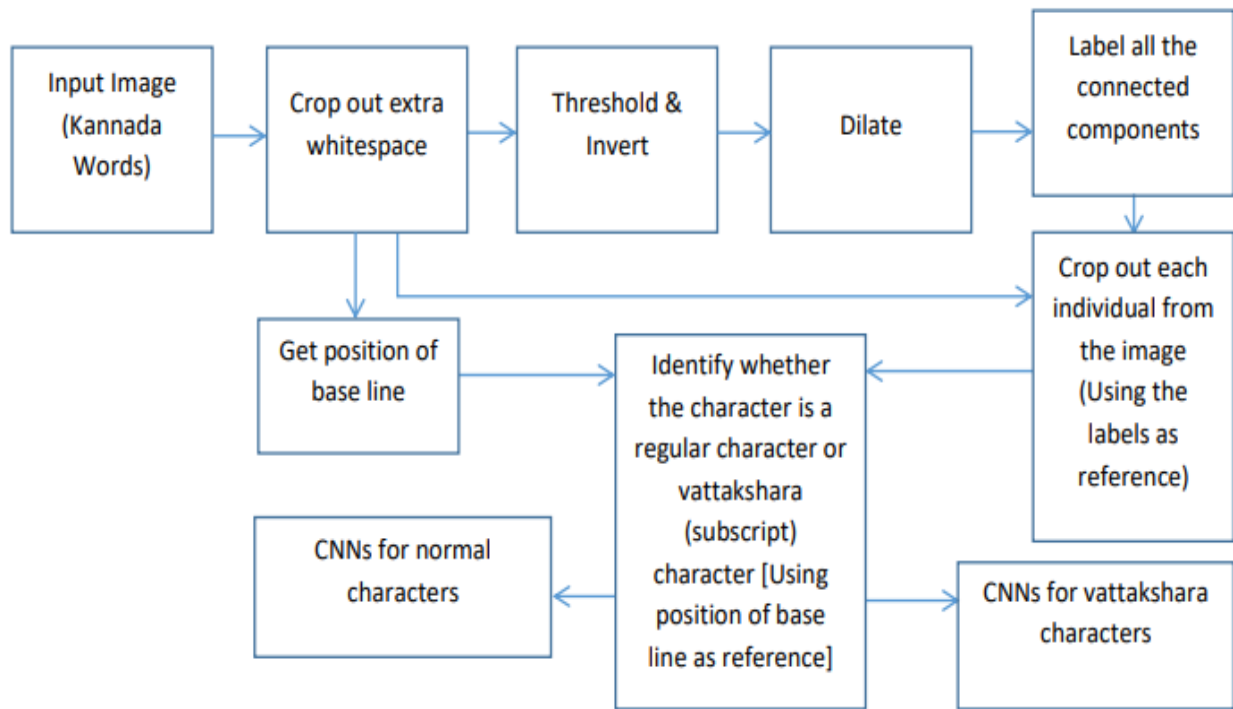 Input Image
(Kannada
Words)
Crop out extra
whitespace
Threshold &
Invert
Dilate
Label all the
connected
components
Crop out each
individual from
the image
(Using the
labels as
reference)
Get position of
base line
Identify whether
the character is a
regular character or
vattakshara
(subscript)
character [Using
position of base
line as reference]
CNNs for normal
characters
CNNs for vattakshara
characters